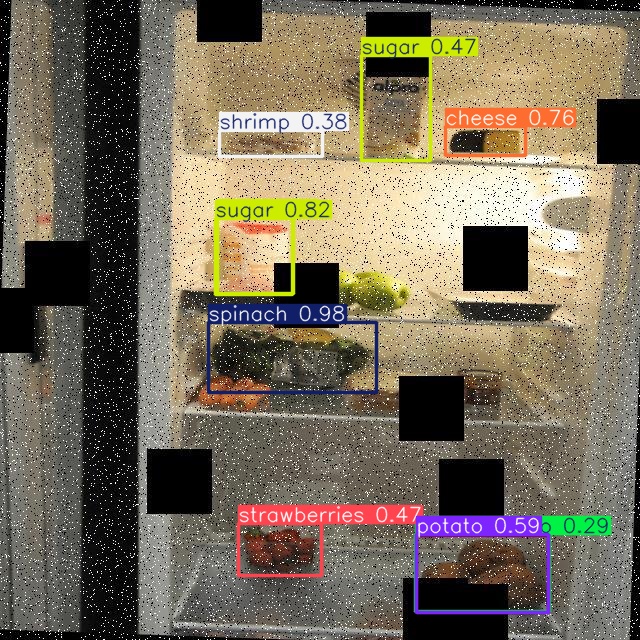 sugar 0.47
alpro
shrimp 0.38
cheese 0.76
sugar 0.82
spinach 0.98
strawberries 0.47
potato 0.59
0.29